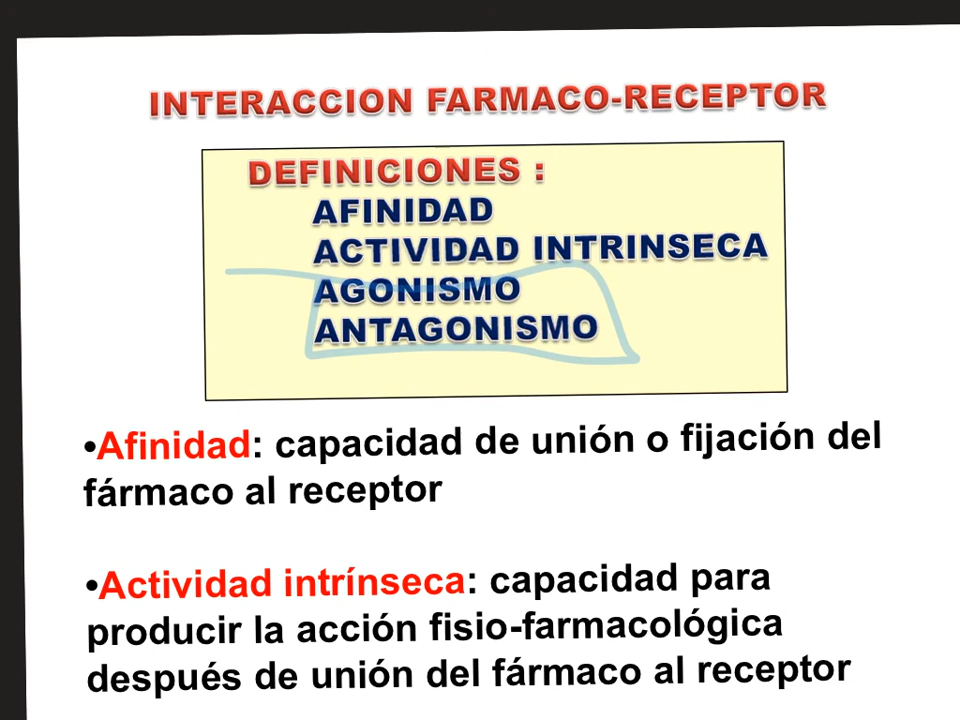 INTERACCION FARMACO-RECEPTOR
DEFINICIONES :
AFINIDAD
ACTIVIDAD INTRINSECA
AGONISMO
ANTAGONISMO
•Afinidad: capacidad de unión o fijación del
fármaco al receptor
•Actividad intrínseca: capacidad para
producir la acción fisio-farmacológica
después de unión del fármaco al receptor